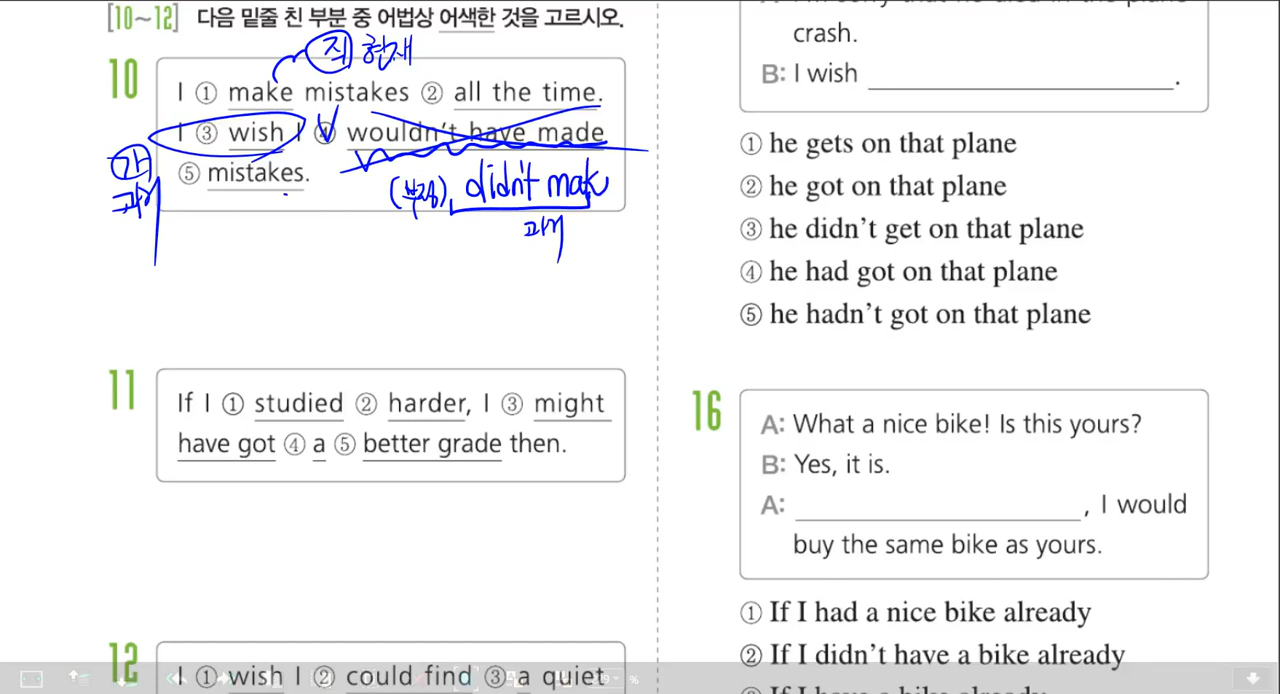 [10~12] 다음 밑줄 친 부분 중 어법상 어색한 것을 고르시오.
직 현재
10
I ① make mistakes ② all the time.
I ③ wish I ④ wouldn't have made
⑤ mistakes.
가
과거
(부정), didn't make
과거
11
If I ① studied ② harder, I ③ might
have got ④ a ⑤ better grade then.
12
I ① wish I ② could find ③ a quiet
crash.
B: I wish ______________________.
① he gets on that plane
② he got on that plane
③ he didn't get on that plane
④ he had got on that plane
⑤ he hadn't got on that plane
16
A: What a nice bike! Is this yours?
B: Yes, it is.
A: ____________________, I would
buy the same bike as yours.
① If I had a nice bike already
② If I didn't have a bike already